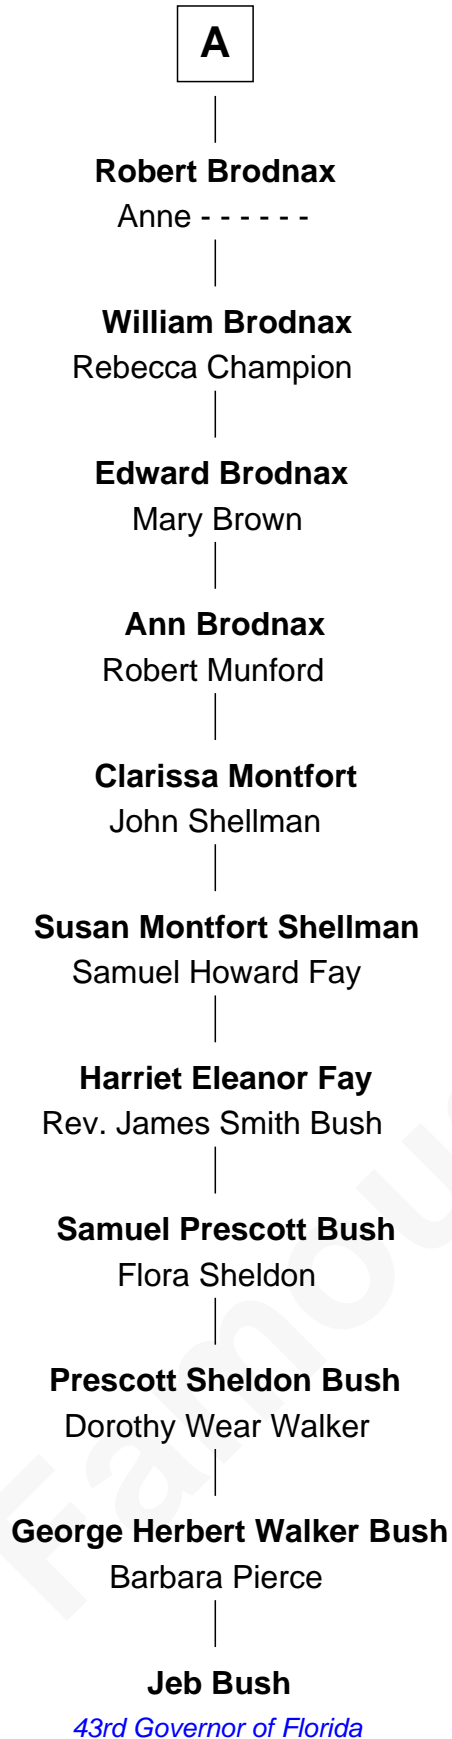 A
Robert Brodnax
Anne - - - - - -
William Brodnax
Rebecca Champion
Edward Brodnax
Mary Brown
Ann Brodnax
Robert Munford
Clarissa Montfort
John Shellman
Susan Montfort Shellman
Samuel Howard Fay
Harriet Eleanor Fay
Rev. James Smith Bush
Samuel Prescott Bush
Flora Sheldon
Prescott Sheldon Bush
Dorothy Wear Walker
George Herbert Walker Bush
Barbara Pierce
Jeb Bush
43rd Governor of Florida
Famou